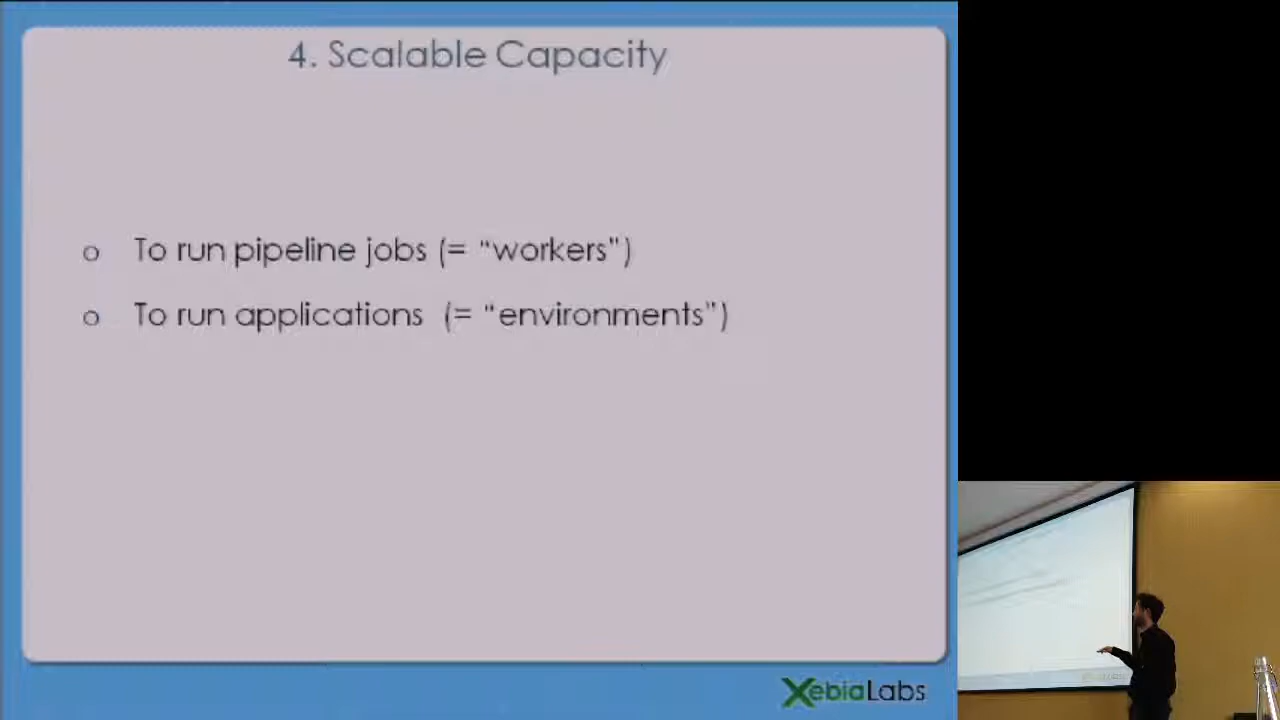 4. Scalable Capacity
o To run pipeline jobs (= “workers”)
o To run applications (= “environments”)
XebiaLabs